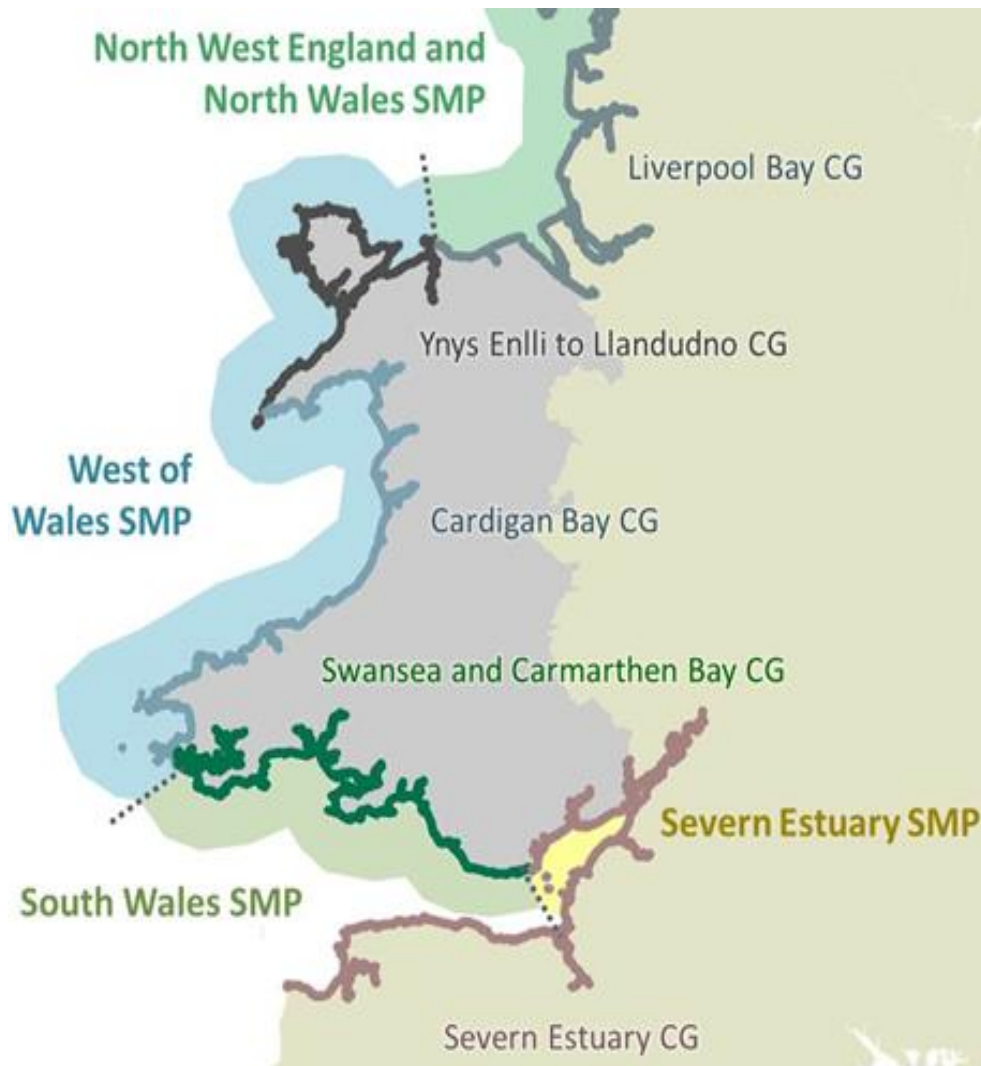 North West England and
North Wales SMP
Liverpool Bay CG
Ynys Enlli to Llandudno CG
West of
Wales SMP
Cardigan Bay CG
Swansea and Carmarthen Bay CG
Severn Estuary SMP
South Wales SMP
Severn Estuary CG